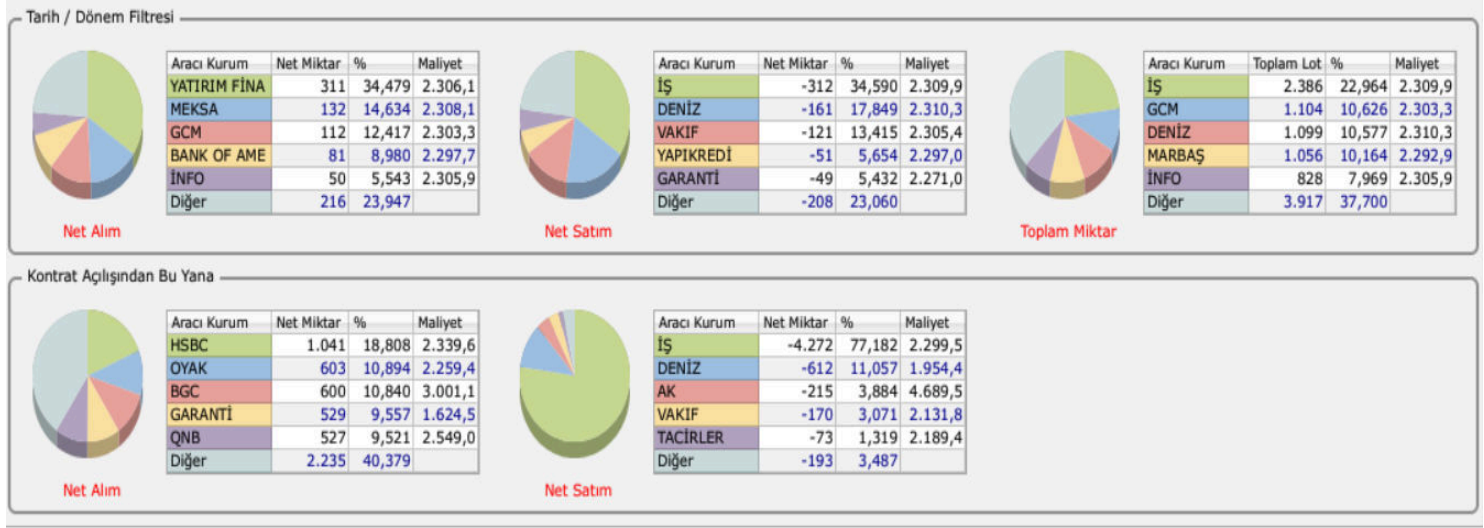 Tarih / Dönem Filtresi
Aracı Kurum Net Miktar % Maliyet
YATIRIM FİNA 311 34,479 2.306,1
MEKSA 132 14,634 2.308,1
GCM 112 12,417 2.303,3
BANK OF AME 81 8,980 2.297,7
İNFO 50 5,543 2.305,9
Diğer 216 23,947
Net Alım
Aracı Kurum Net Miktar % Maliyet
İŞ -312 34,590 2.309,9
DENİZ -161 17,849 2.310,3
VAKIF -121 13,415 2.305,4
YAPIKREDİ -51 5,654 2.297,0
GARANTİ -49 5,432 2.271,0
Diğer -208 23,060
Net Satım
Aracı Kurum Toplam Lot % Maliyet
İŞ 2.386 22,964 2.309,9
GCM 1.104 10,626 2.303,3
DENİZ 1.099 10,577 2.310,3
MARBAŞ 1.056 10,164 2.292,9
İNFO 828 7,969 2.305,9
Diğer 3.917 37,700
Toplam Miktar
Kontrat Açılışından Bu Yana
Aracı Kurum Net Miktar % Maliyet
HSBC 1.041 18,808 2.339,6
OYAK 603 10,894 2.259,4
BGC 600 10,840 3.001,1
GARANTİ 529 9,557 1.624,5
QNB 527 9,521 2.549,0
Diğer 2.235 40,379
Net Alım
Aracı Kurum Net Miktar % Maliyet
İŞ -4.272 77,182 2.299,5
DENİZ -612 11,057 1.954,4
AK -215 3,884 4.689,5
VAKIF -170 3,071 2.131,8
TACİRLER -73 1,319 2.189,4
Diğer -193 3,487
Net Satım